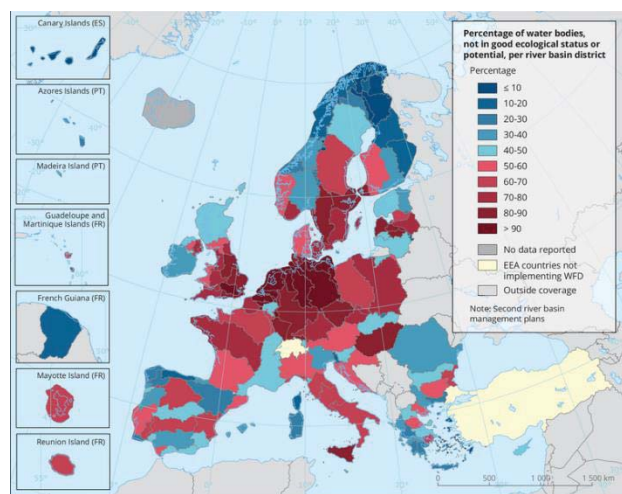 Canary Islands (ES)
Azores Islands (PT)
Madeira Island (PT)
Guadeloupe and
Martinique Islands (FR)
French Guiana (FR)
Mayotte Island (FR)
Reunion Island (FR)
Percentage of water bodies,
not in good ecological status or
potential, per river basin
district
Percentage
≤ 10
10-20
20-30
30-40
40-50
50-60
60-70
70-80
80-90
> 90
No data reported
EEA countries not
implementing WFD
Outside coverage
Note: Second river basin
management plans
0 500 1 000 1 500 km